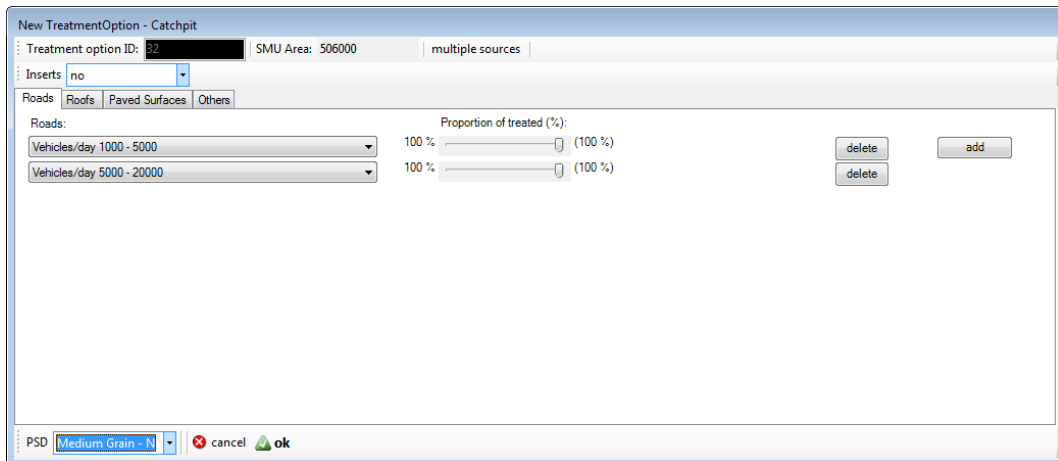 New TreatmentOption - Catchpit
Treatment option ID: 32 SMU Area: 506000 multiple sources
Inserts no
Roads Roofs Paved Surfaces Others
Roads: Proportion of treated (%):
Vehicles/day 1000 - 5000 100 % (100 %) delete add
Vehicles/day 5000 - 20000 100 % (100 %) delete
PSD Medium Grain - N cancel ok